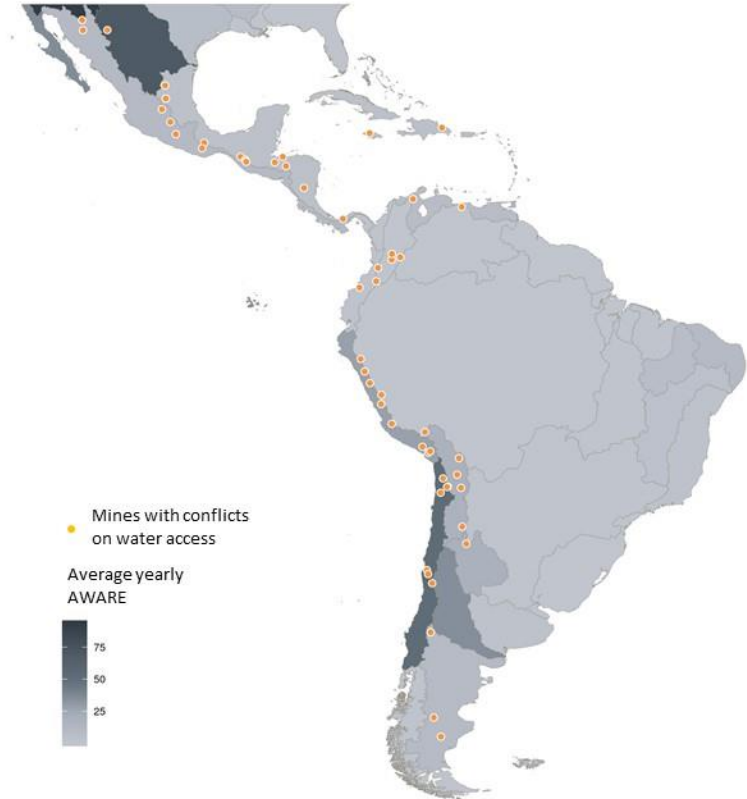 Mines with conflicts
on water access
Average yearly
AWARE
75
50
25